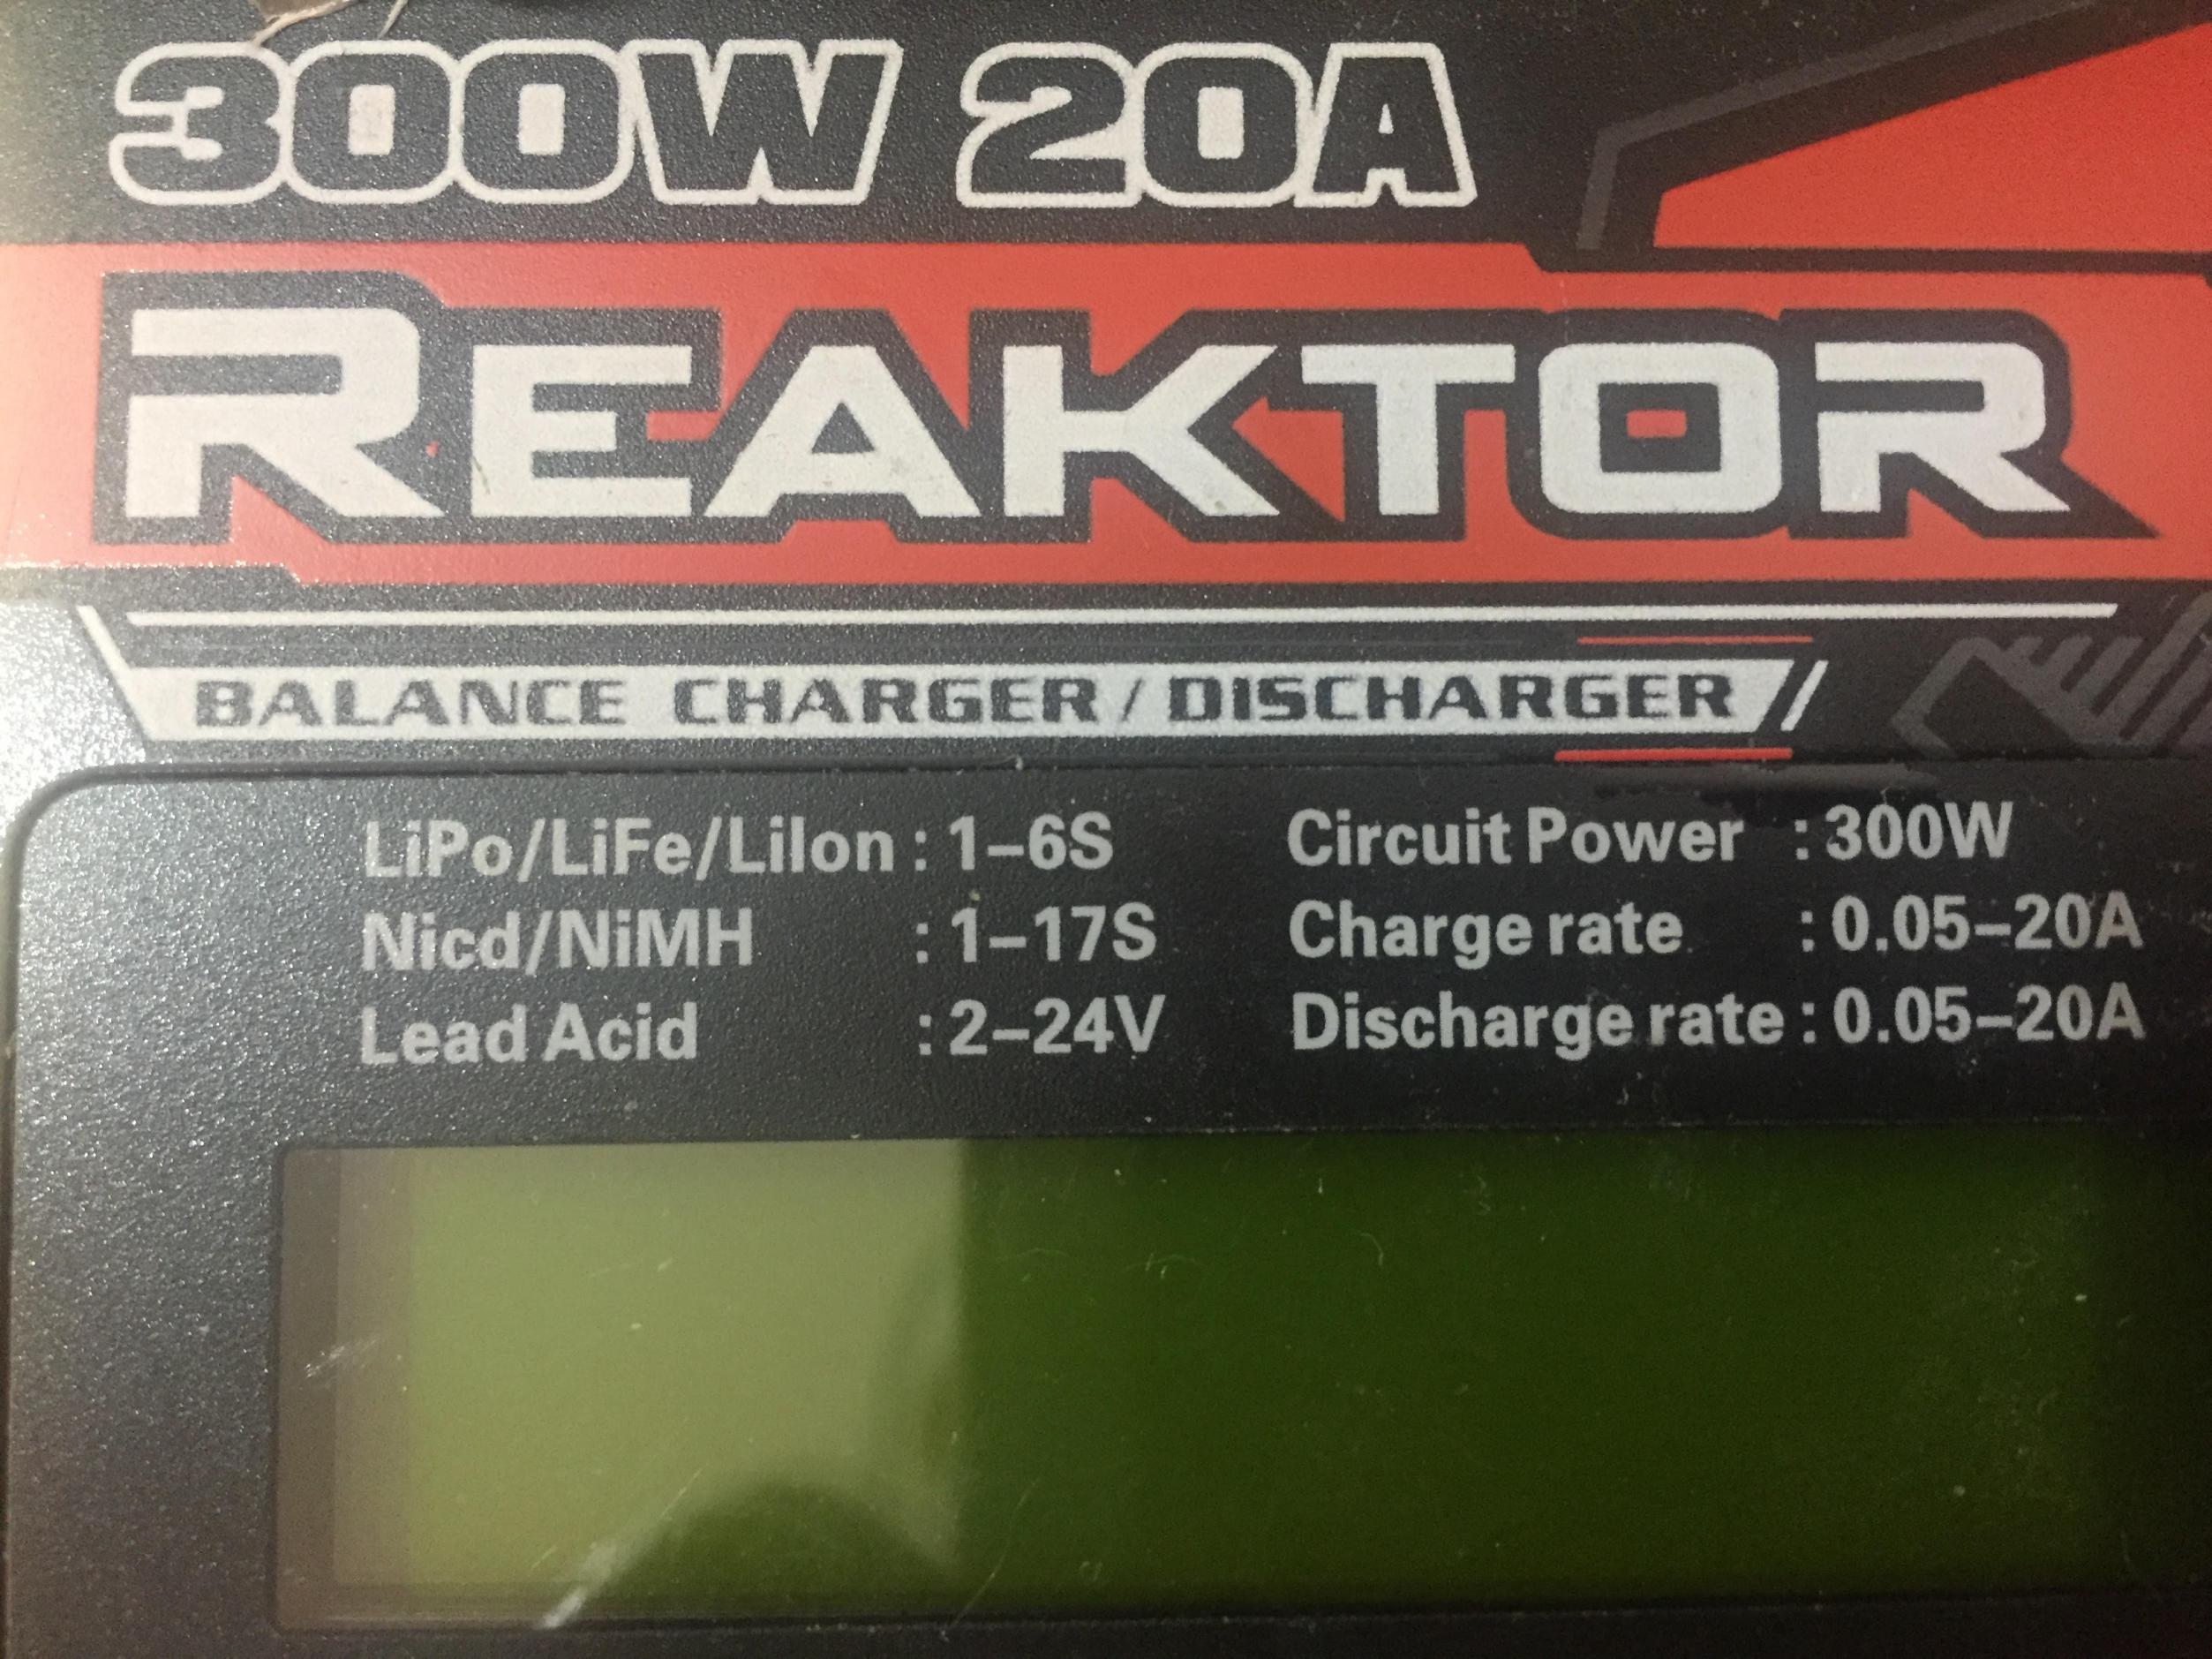 300W 20A
REAKTOR
BALANCE CHARGER / DISCHARGER
LiPo/LiFe/LiIon : 1–6S
Nicd/NiMH : 1–17S
Lead Acid : 2–24V
Circuit Power : 300W
Charge rate : 0.05–20A
Discharge rate : 0.05–20A